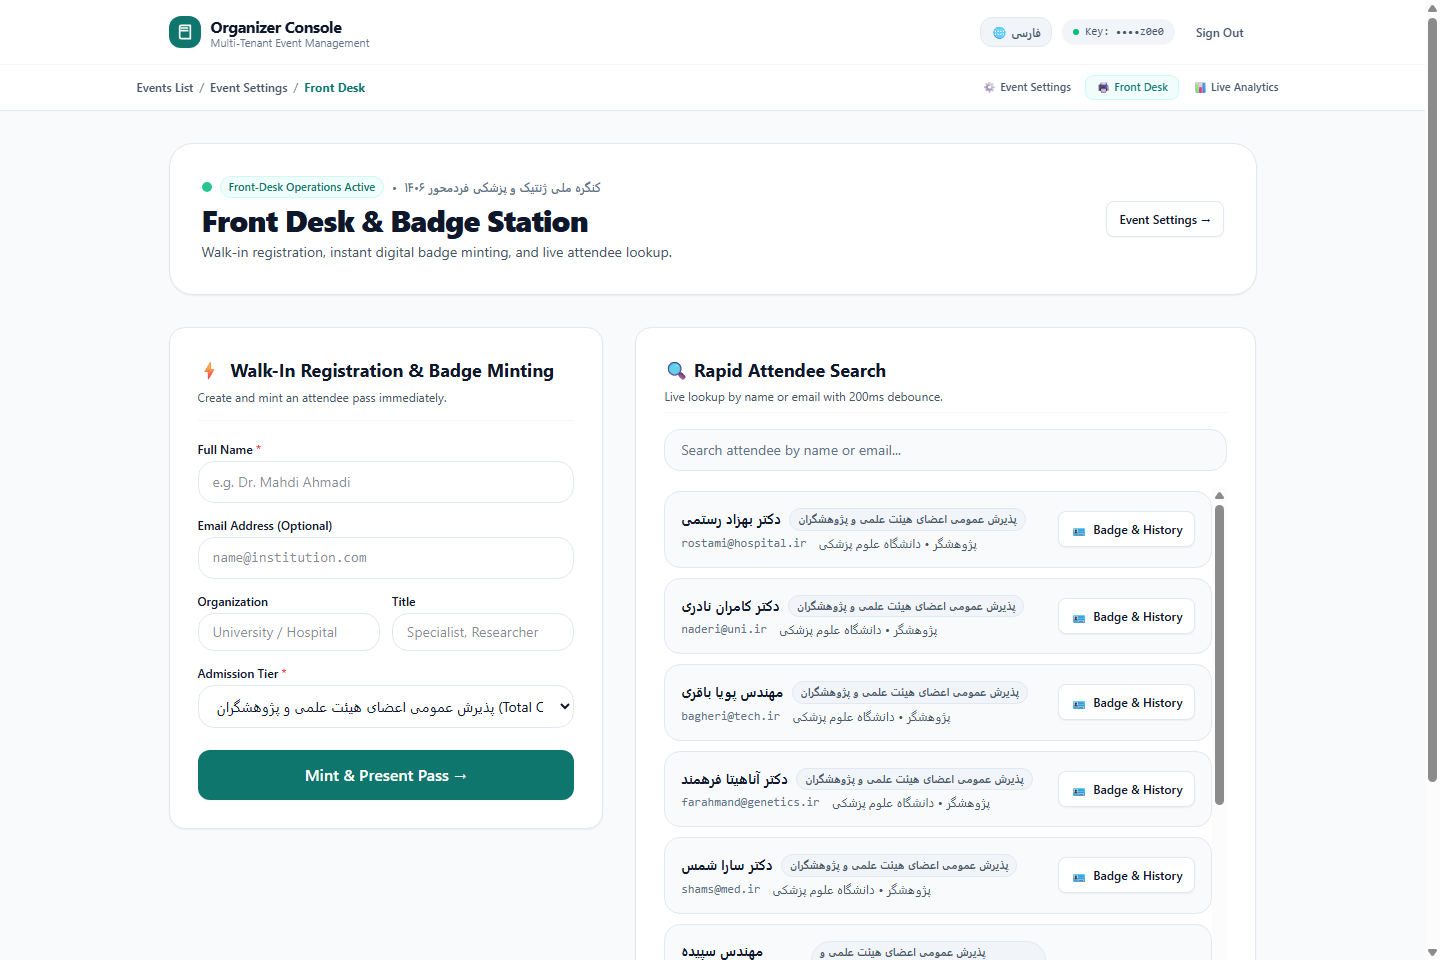 Organizer Console
Multi-Tenant Event Management
فارسی
Key: ••••z0e0
Sign Out
Events List / Event Settings / Front Desk
Event Settings
Front Desk
Live Analytics
Front-Desk Operations Active • کنگره ملی ژنتیک و پزشکی فردمحور ۱۴۰۶
Front Desk & Badge Station
Walk-in registration, instant digital badge minting, and live attendee lookup.
Event Settings →
Walk-In Registration & Badge Minting
Create and mint an attendee pass immediately.
Full Name *
e.g. Dr. Mahdi Ahmadi
Email Address (Optional)
name@institution.com
Organization
Title
University / Hospital
Specialist, Researcher
Admission Tier *
پذیرش عمومی اعضای هیئت علمی و پژوهشگران (Total C
Mint & Present Pass →
Rapid Attendee Search
Live lookup by name or email with 200ms debounce.
Search attendee by name or email...
دکتر بهزاد رستمی
پذیرش عمومی اعضای هیئت علمی و پژوهشگران
rostami@hospital.ir
پژوهشگر • دانشگاه علوم پزشکی
Badge & History
دکتر کامران نادری
پذیرش عمومی اعضای هیئت علمی و پژوهشگران
naderi@uni.ir
پژوهشگر • دانشگاه علوم پزشکی
Badge & History
مهندس پویا باقری
پذیرش عمومی اعضای هیئت علمی و پژوهشگران
bagheri@tech.ir
پژوهشگر • دانشگاه علوم پزشکی
Badge & History
دکتر آناهیتا فرهمند
پذیرش عمومی اعضای هیئت علمی و پژوهشگران
farahmand@genetics.ir
پژوهشگر • دانشگاه علوم پزشکی
Badge & History
دکتر سارا شمس
پذیرش عمومی اعضای هیئت علمی و پژوهشگران
shams@med.ir
پژوهشگر • دانشگاه علوم پزشکی
Badge & History
مهندس سپیده
پذیرش عمومی اعضای هیئت علمی و